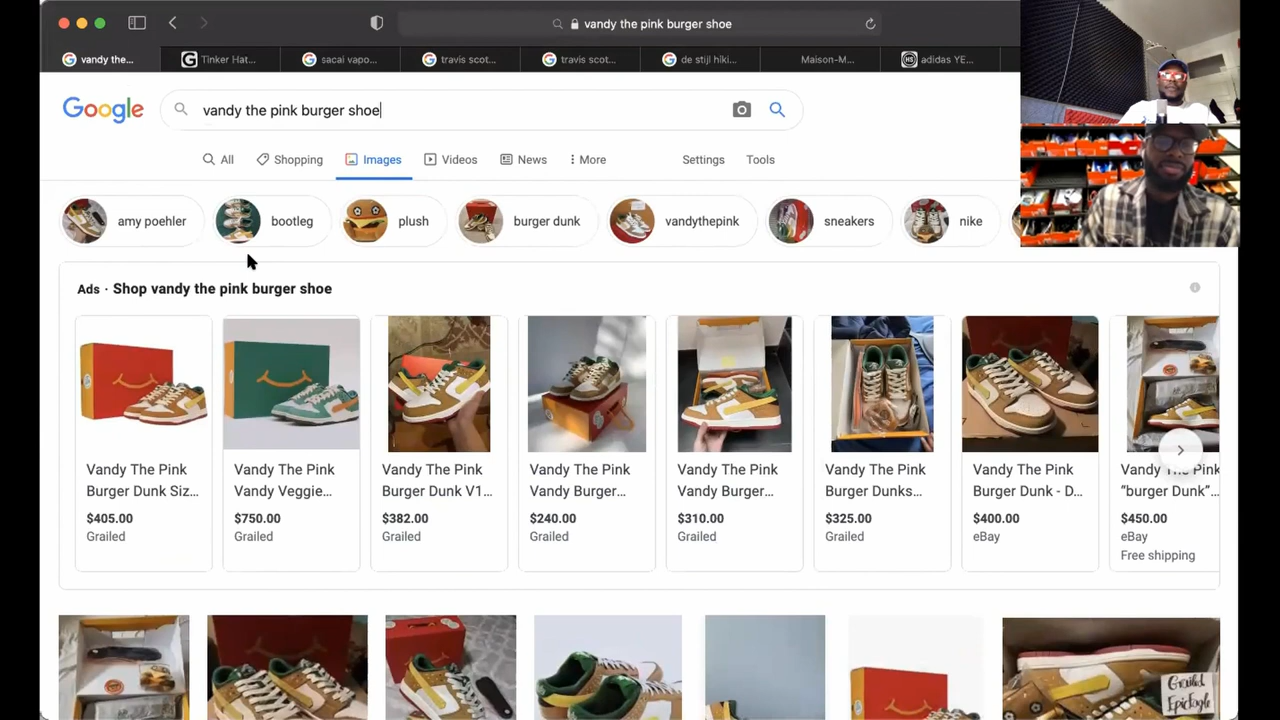 vandy the pink burger shoe
vandy the...
Tinker Hat...
sacai vapo...
travis scot...
travis scot...
de stijl hiki...
Maison-M...
adidas YE...
Google
vandy the pink burger shoe
All
Shopping
Images
Videos
News
More
Settings
Tools
amy poehler
bootleg
plush
burger dunk
vandythepink
sneakers
nike
Ads · Shop vandy the pink burger shoe
Vandy The Pink
Burger Dunk Siz...
$405.00
Grailed
Vandy The Pink
Vandy Veggie...
$750.00
Grailed
Vandy The Pink
Burger Dunk V1...
$382.00
Grailed
Vandy The Pink
Vandy Burger...
$240.00
Grailed
Vandy The Pink
Vandy Burger...
$310.00
Grailed
Vandy The Pink
Burger Dunks...
$325.00
Grailed
Vandy The Pink
Burger Dunk - D...
$400.00
eBay
Vandy The Pink
"burger Dunk"...
$450.00
eBay
Free shipping
Grailed